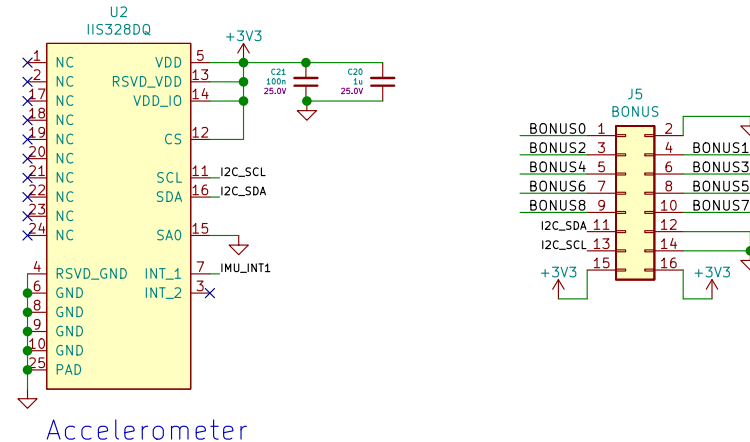 U2
IIS328DQ
+3V3
1 NC VDD 5
2 NC RSVD_VDD 13
17 NC VDD_IO 14
18 NC
19 NC CS 12
20 NC
21 NC SCL 11 I2C_SCL
22 NC SDA 16 I2C_SDA
23 NC
24 NC SA0 15
4 RSVD_GND INT_1 7 IMU_INT1
6 GND INT_2 3
8 GND
9 GND
10 GND
25 PAD
C21
100n
25.0V
C20
1u
25.0V
Accelerometer
J5
BONUS
BONUS0 1 2
BONUS2 3 4 BONUS1
BONUS4 5 6 BONUS3
BONUS6 7 8 BONUS5
BONUS8 9 10 BONUS7
I2C_SDA 11 12
I2C_SCL 13 14
+3V3 15 16 +3V3